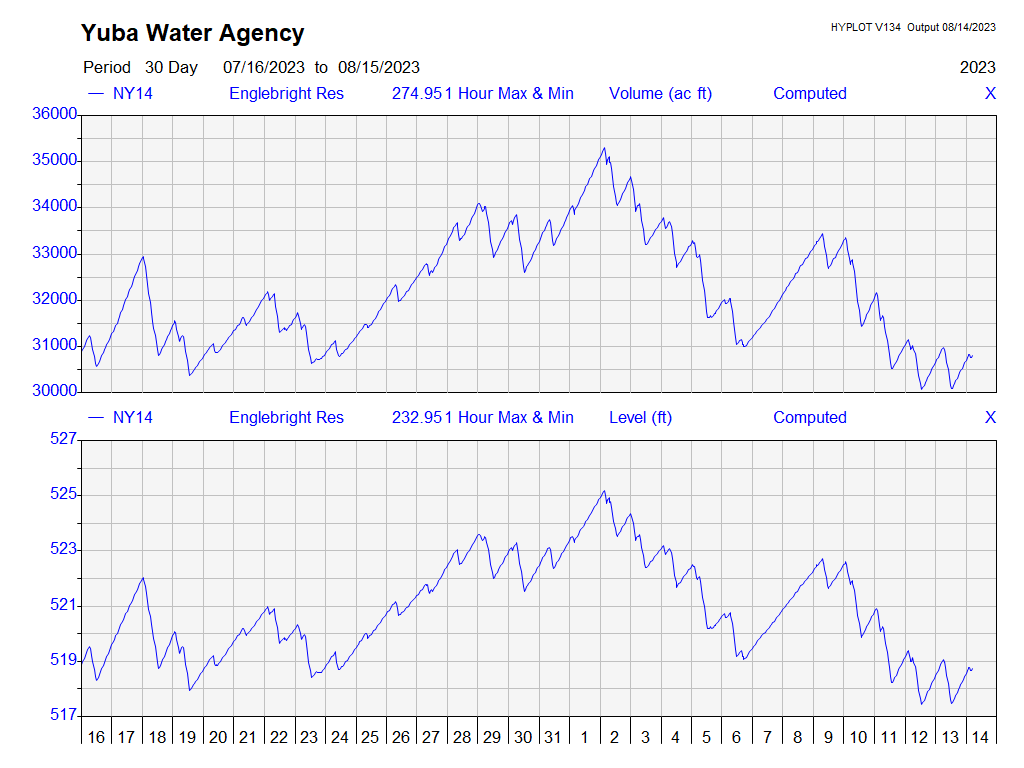 Yuba Water Agency
HYPLOT V134 Output 08/14/2023
Period 30 Day 07/16/2023 to 08/15/2023
2023
— NY14 Englebright Res 274.951 Hour Max & Min Volume (ac ft) Computed X
36000
35000
34000
33000
32000
31000
30000
— NY14 Englebright Res 232.951 Hour Max & Min Level (ft) Computed X
527
525
523
521
519
517
16 17 18 19 20 21 22 23 24 25 26 27 28 29 30 31 1 2 3 4 5 6 7 8 9 10 11 12 13 14